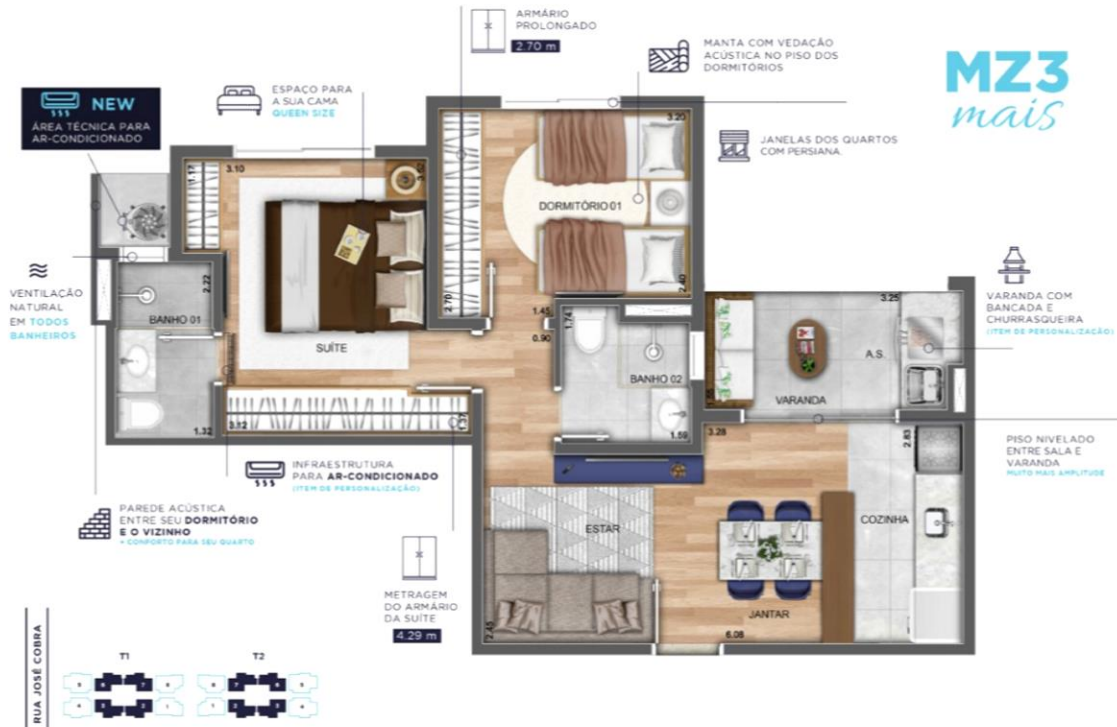 ARMÁRIO
PROLONGADO
2.70 m
MANTA COM VEDAÇÃO
ACÚSTICA NO PISO DOS
DORMITÓRIOS
MZ3
mais
NEW
ÁREA TÉCNICA PARA
AR-CONDICIONADO
ESPAÇO PARA
A SUA CAMA
QUEEN SIZE
JANELAS DOS QUARTOS
COM PERSIANA.
3.20
1.17
3.10
DORMITÓRIO 01
2.70
2.40
VENTILAÇÃO
NATURAL
EM TODOS
BANHEIROS
2.22
BANHO 01
SUÍTE
1.32
3.12
1.45
0.90
1.74
BANHO 02
1.59
3.25
A.S.
VARANDA
VARANDA COM
BANCADA E
CHURRASQUEIRA
(ITEM DE PERSONALIZAÇÃO)
3.28
2.83
PISO NIVELADO
ENTRE SALA E
VARANDA
MUITO MAIS AMPLITUDE
INFRAESTRUTURA
PARA AR-CONDICIONADO
(ITEM DE PERSONALIZAÇÃO)
PAREDE ACÚSTICA
ENTRE SEU DORMITÓRIO
E O VIZINHO
+ CONFORTO PARA SEU QUARTO
ESTAR
COZINHA
JANTAR
2.45
6.08
METRAGEM
DO ARMÁRIO
DA SUÍTE
4.29 m
RUA JOSÉ COBRA
T1
T2